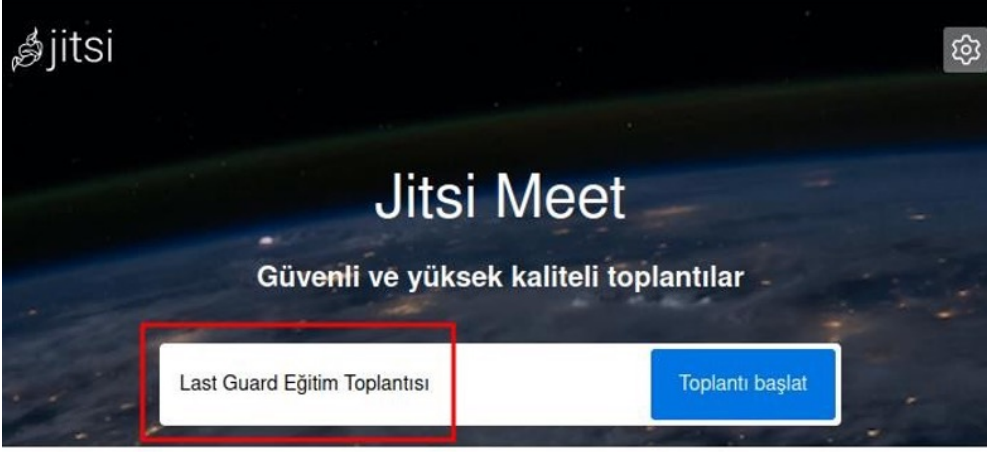 jitsi
Jitsi Meet
Güvenli ve yüksek kaliteli toplantılar
Last Guard Eğitim Toplantısı
Toplantı başlat